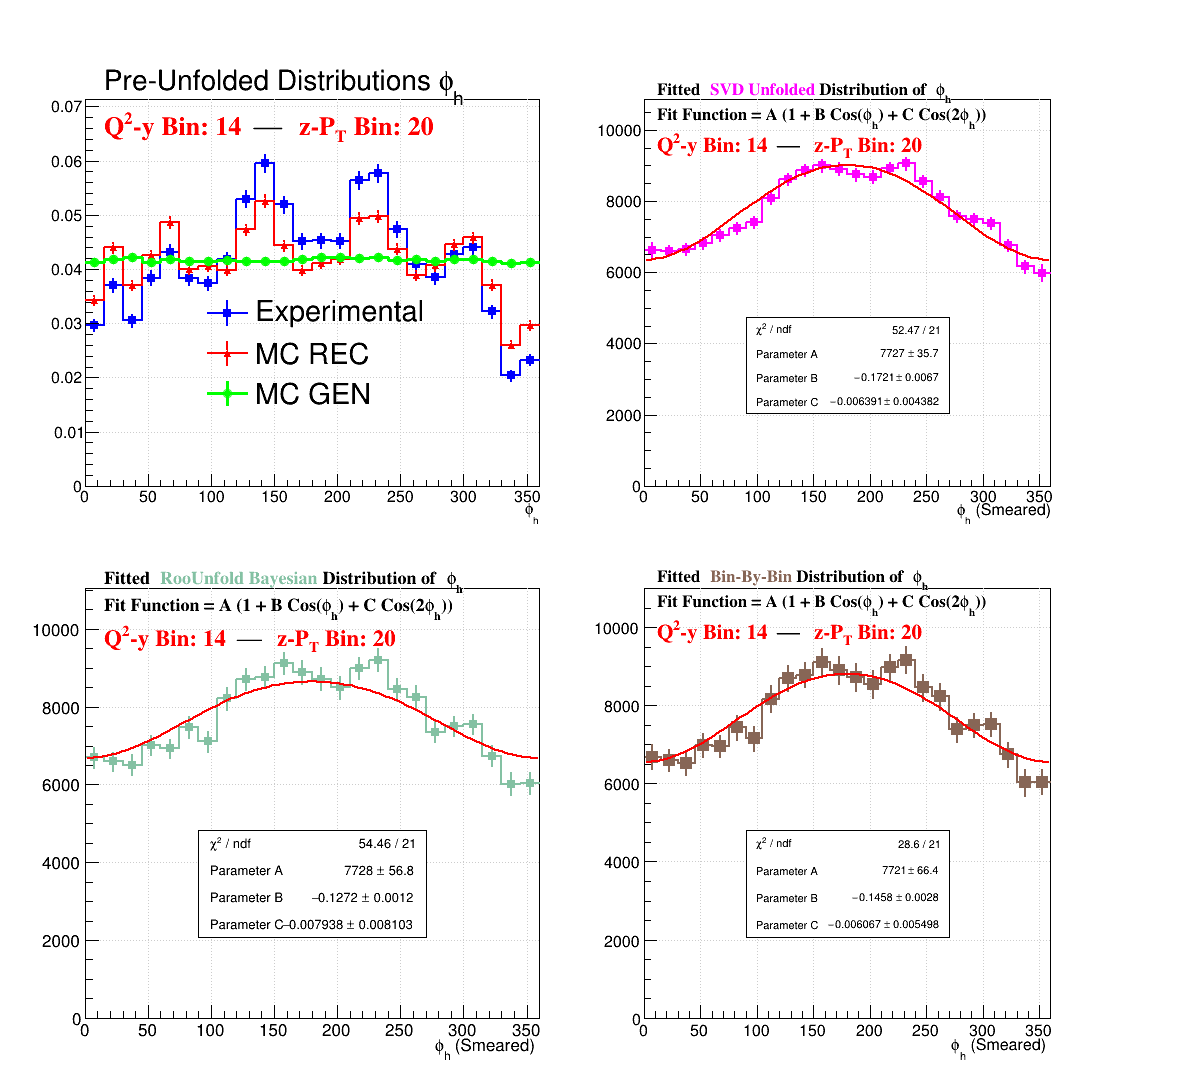 Pre-Unfolded Distributions ϕh
Q2-y Bin: 14 — z-PT Bin: 20
0.07
0.06
0.05
0.04
0.03
0.02
0.01
0
Experimental
MC REC
MC GEN
0 50 100 150 200 250 300 350
ϕh
Fitted SVD Unfolded Distribution of ϕh
Fit Function = A (1 + B Cos(ϕh) + C Cos(2ϕh))
Q2-y Bin: 14 — z-PT Bin: 20
10000
8000
6000
4000
2000
0
χ2 / ndf 52.47 / 21
Parameter A 7727 ± 35.7
Parameter B −0.1721 ± 0.0067
Parameter C −0.006391 ± 0.004382
0 50 100 150 200 250 300 350
ϕh (Smeared)
Fitted RooUnfold Bayesian Distribution of ϕh
Fit Function = A (1 + B Cos(ϕh) + C Cos(2ϕh))
Q2-y Bin: 14 — z-PT Bin: 20
10000
8000
6000
4000
2000
0
χ2 / ndf 54.46 / 21
Parameter A 7728 ± 56.8
Parameter B −0.1272 ± 0.0012
Parameter C −0.007938 ± 0.008103
0 50 100 150 200 250 300 350
ϕh (Smeared)
Fitted Bin-By-Bin Distribution of ϕh
Fit Function = A (1 + B Cos(ϕh) + C Cos(2ϕh))
Q2-y Bin: 14 — z-PT Bin: 20
10000
8000
6000
4000
2000
0
χ2 / ndf 28.6 / 21
Parameter A 7721 ± 66.4
Parameter B −0.1458 ± 0.0028
Parameter C −0.006067 ± 0.005498
0 50 100 150 200 250 300 350
ϕh (Smeared)